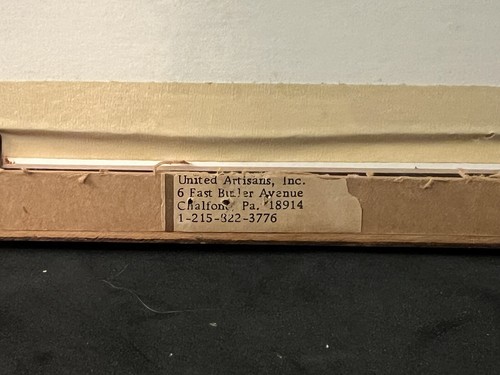 United Artisans, Inc.
6 East Butler Avenue
Chalfont, Pa. 18914
1-215-822-3776